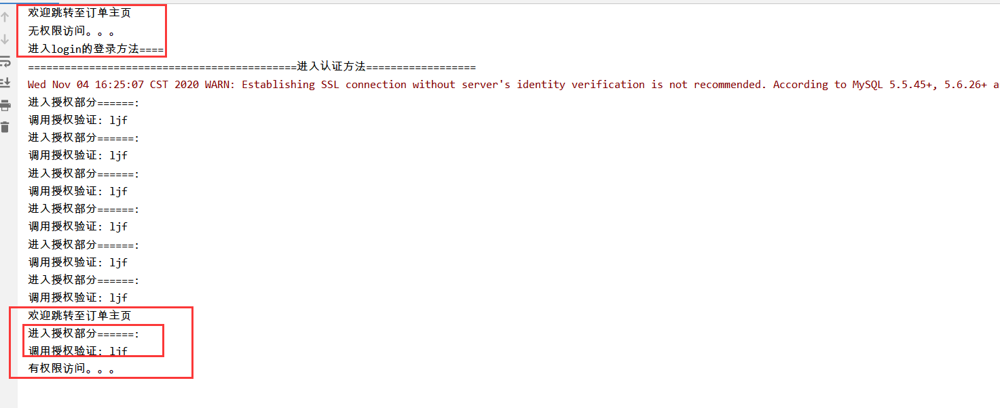 欢迎跳转至订单主页
无权限访问。。。
进入login的登录方法====
============================================进入认证方法==================
Wed Nov 04 16:25:07 CST 2020 WARN: Establishing SSL connection without server's identity verification is not recommended. According to MySQL 5.5.45+, 5.6.26+ a
进入授权部分======:
调用授权验证: ljf
进入授权部分======:
调用授权验证: ljf
进入授权部分======:
调用授权验证: ljf
进入授权部分======:
调用授权验证: ljf
进入授权部分======:
调用授权验证: ljf
进入授权部分======:
调用授权验证: ljf
欢迎跳转至订单主页
进入授权部分======:
调用授权验证: ljf
有权限访问。。。